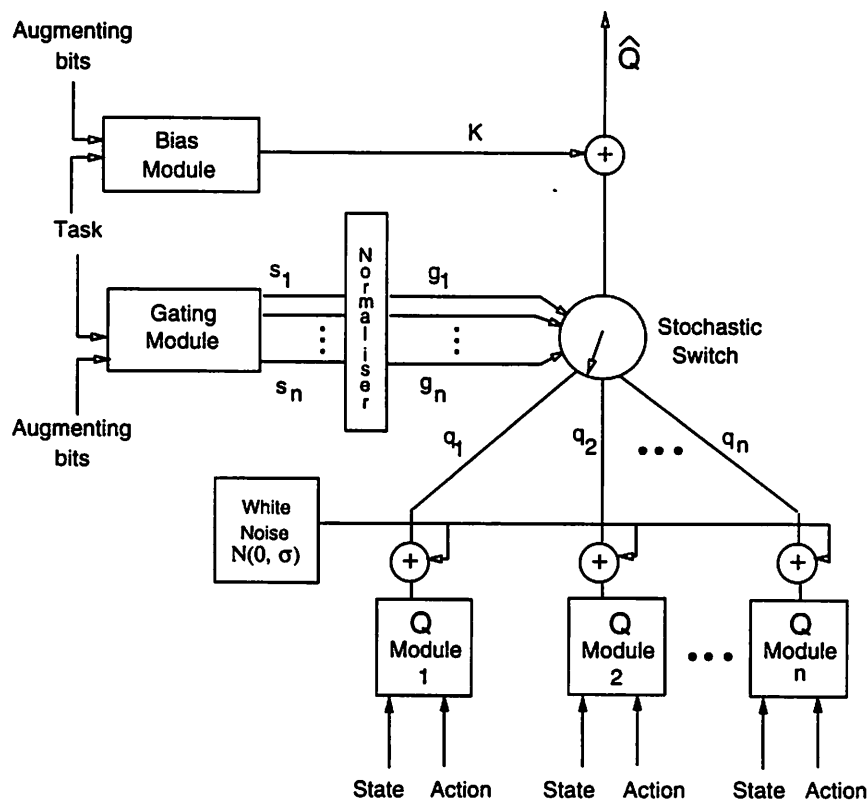 Augmenting
bits
Q̂
Bias
Module
K
+
Task
Normaliser
s1
g1
Gating
Module
Stochastic
Switch
sn
gn
Augmenting
bits
q1
q2
qn
White
Noise
N(0, σ)
+
+
+
Q
Module
1
Q
Module
2
Q
Module
n
State Action State Action State Action